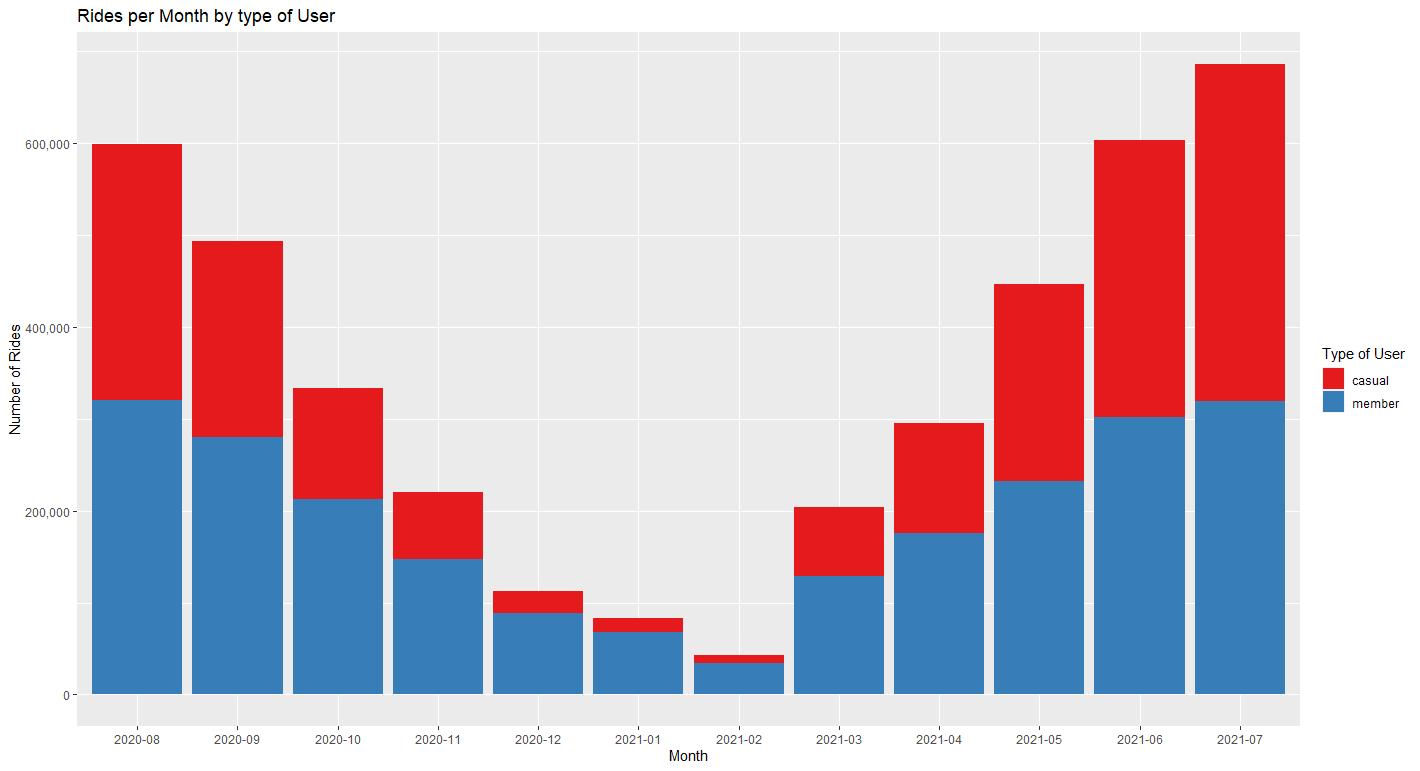 Rides per Month by type of User
Number of Rides
600,000
400,000
200,000
0
2020-08 2020-09 2020-10 2020-11 2020-12 2021-01 2021-02 2021-03 2021-04 2021-05 2021-06 2021-07
Month
Type of User
casual
member